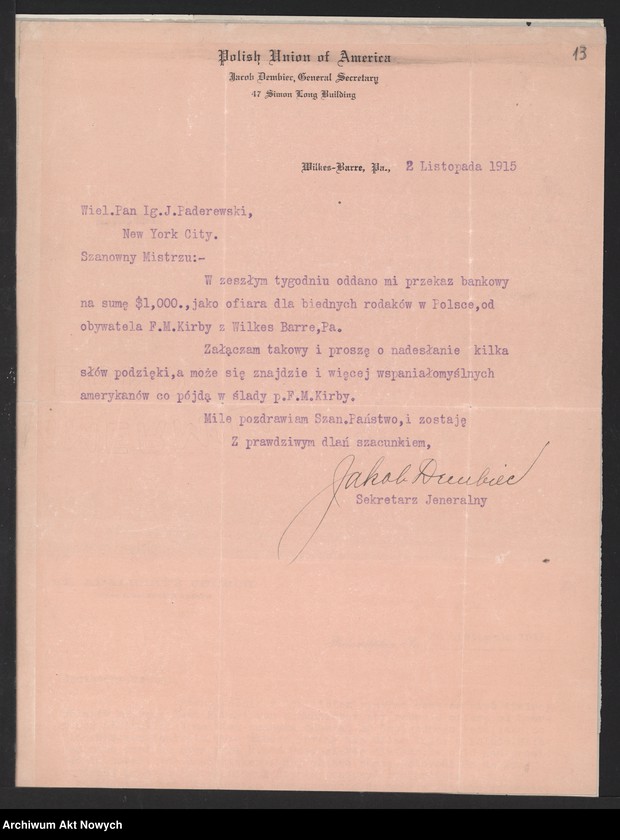 13
Polish Union of America
Jacob Dembiec, General Secretary
47 Simon Long Building
Wilkes-Barre, Pa., 2 Listopada 1915
Wiel.Pan Ig.J.Paderewski,
New York City.
Szanowny Mistrzu:-
W zeszłym tygodniu oddano mi przekaz bankowy
na sumę $1,000.,jako ofiara dla biednych rodaków w Polsce,od
obywatela F.M.Kirby z Wilkes Barre,Pa.
Załączam takowy i proszę o nadesłanie kilka
słów podzięki,a może się znajdzie i więcej wspaniałomyślnych
amerykanów co pójdą w ślady p.F.M.Kirby.
Mile pozdrawiam Szan.Państwo,i zostaję
Z prawdziwym dlań szacunkiem,
Jakob Dembiec
Sekretarz Jeneralny
Archiwum Akt Nowych